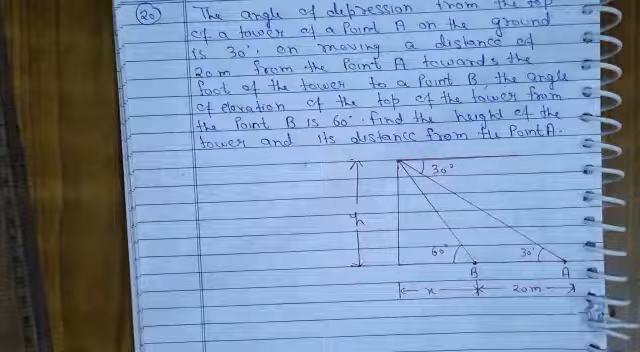 20
The angle of depression from the top
of a tower of a Point A on the ground
is 30°. on moving a distance of
20m from the Point A towards the
foot of the tower to a Point B, the angle
of elevation of the top of the tower from
the Point B is 60°. find the height of the
tower and its distance from the Point A.
30°
h
60° 30°
B A
x 20m